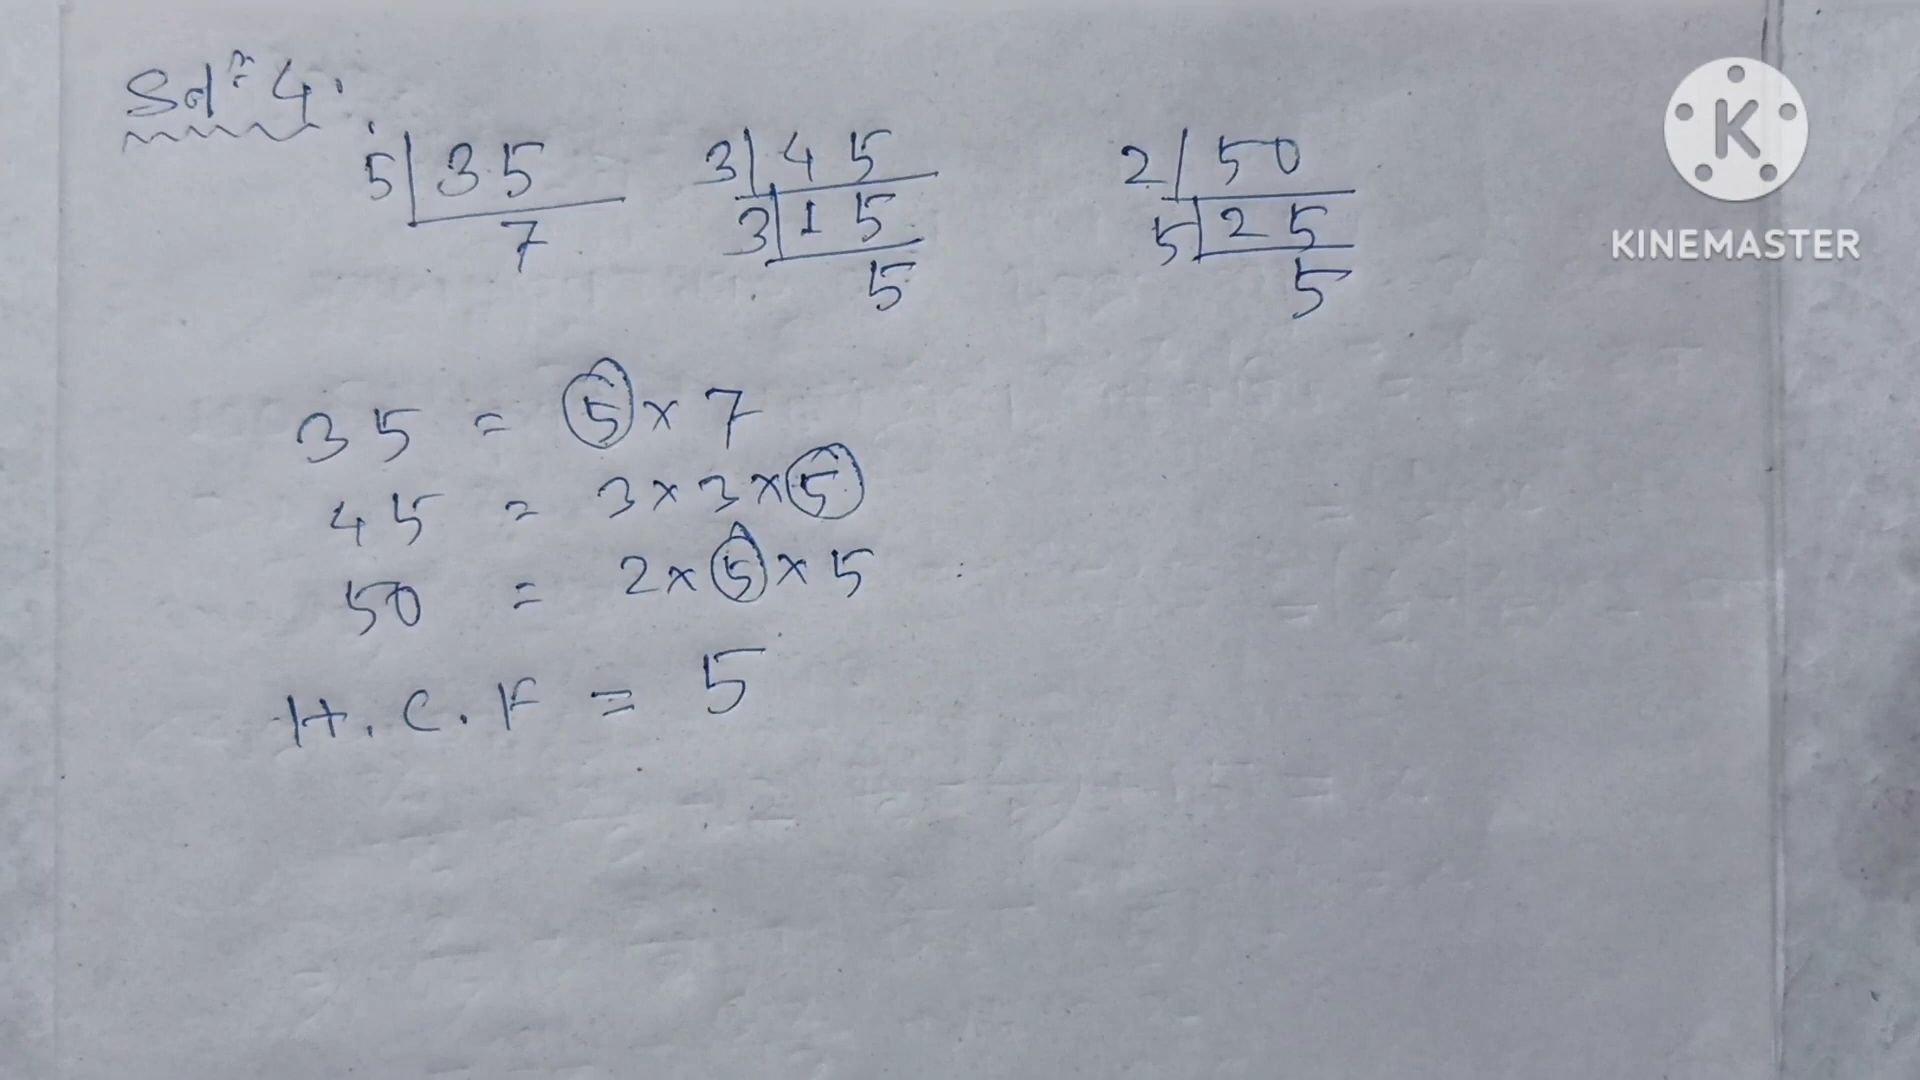 Solⁿ 4.
5|35 3|45 2|50
7 3|15 5|25
5 5
35 = 5 × 7
45 = 3 × 3 × 5
50 = 2 × 5 × 5
H.C.F = 5
K
KINEMASTER